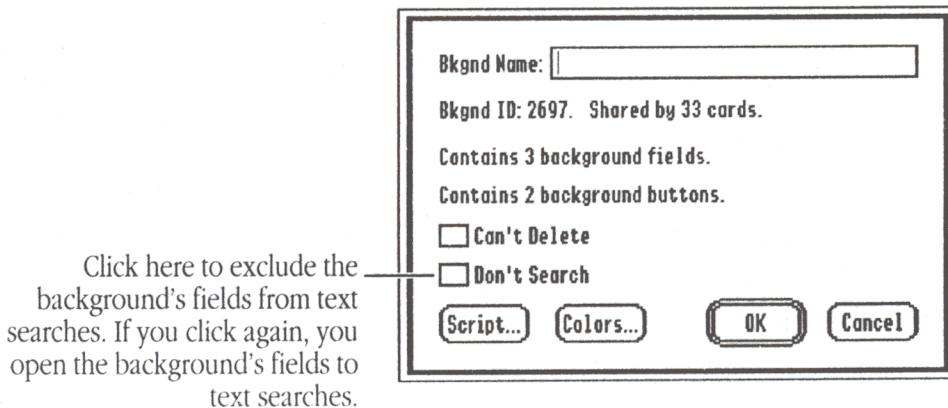 Bkgnd Name:
Bkgnd ID: 2697. Shared by 33 cards.
Contains 3 background fields.
Contains 2 background buttons.
Can't Delete
Don't Search
Script... Colors... OK Cancel
Click here to exclude the
background's fields from text
searches. If you click again, you
open the background's fields to
text searches.